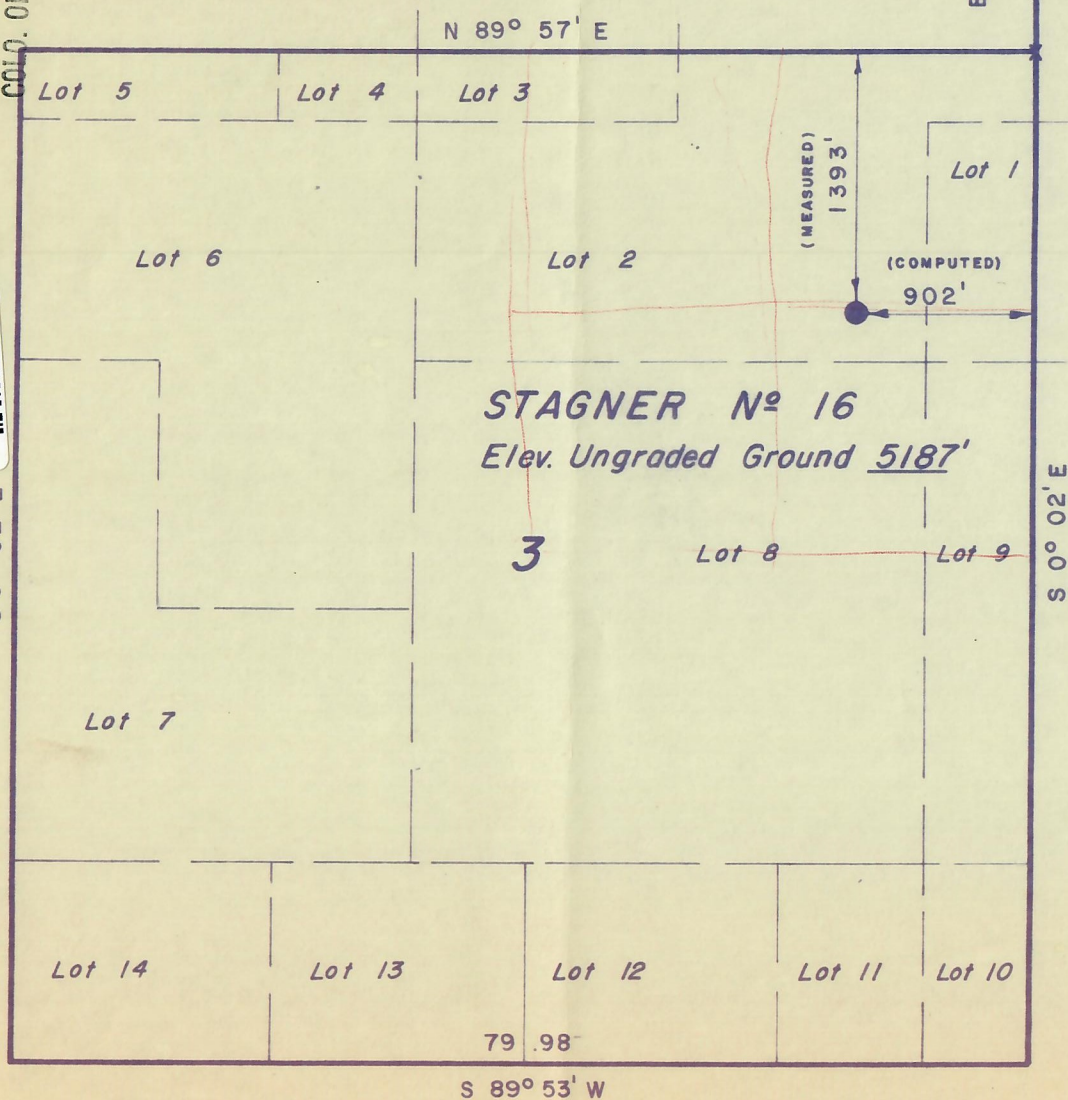 N 89° 57' E
Lot 5
Lot 4
Lot 3
(MEASURED)
1393'
Lot 1
Lot 6
Lot 2
(COMPUTED)
902'
STAGNER Nº 16
Elev. Ungraded Ground 5187'
S 0° 02' E
3
Lot 8
Lot 9
Lot 7
Lot 14
Lot 13
Lot 12
Lot 11
Lot 10
79.98
S 89° 53' W